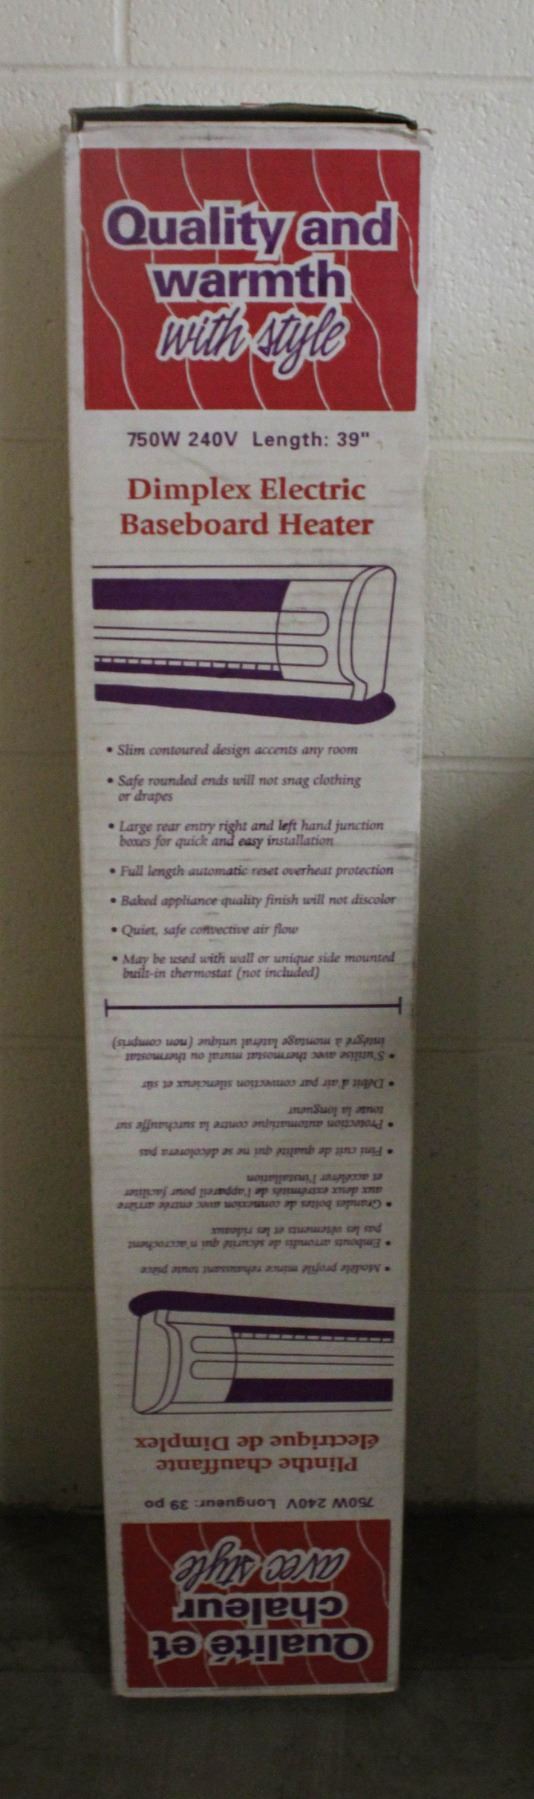 Quality and
warmth
with style
750W 240V Length: 39"
Dimplex Electric
Baseboard Heater
• Slim contoured design accents any room
• Safe rounded ends will not snag clothing
or drapes
• Large rear entry right and left hand junction
boxes for quick and easy installation
• Full length automatic reset overheat protection
• Baked appliance quality finish will not discolor
• Quiet, safe convective air flow
• May be used with wall or unique side mounted
built-in thermostat (not included)
Qualité et
chaleur
avec style
750W 240V Longueur: 39 po
Plinthe chauffante
électrique de Dimplex
• Modèle profilé mince rehaussant toute pièce
• Embouts arrondis de sécurité qui n'accrochent
pas les vêtements et les rideaux
• Grandes boîtes de connexion avec entrée arrière
aux deux extrémités de l'appareil pour faciliter
et accélérer l'installation
• Fini cuit de qualité qui ne se décolorera pas
• Protection automatique contre la surchauffe sur
toute la longueur
• Débit d'air par convection silencieux et sûr
• S'utilise avec thermostat mural ou thermostat
intégré à montage latéral unique (non compris)